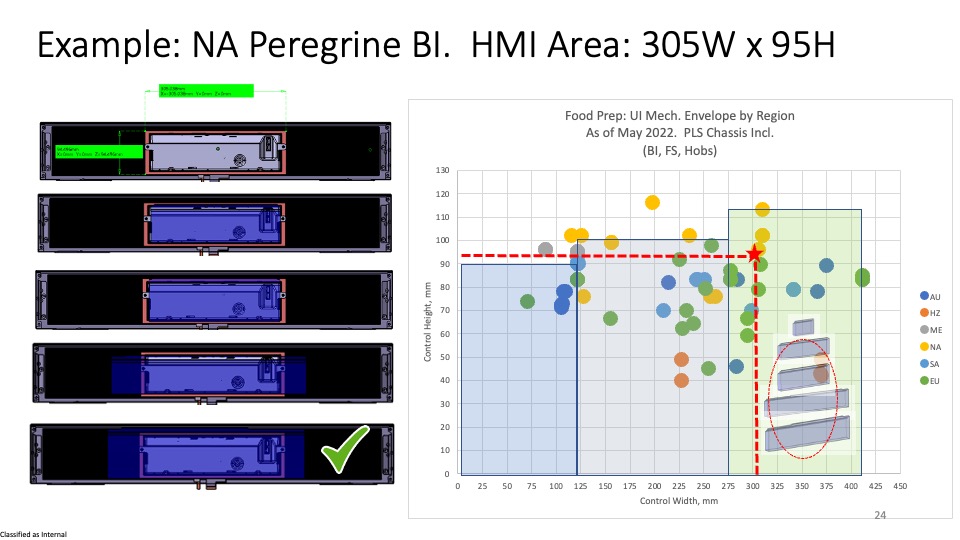 Example: NA Peregrine BI.  HMI Area: 305W x 95H
Food Prep: UI Mech. Envelope by Region
As of May 2022.  PLS Chassis Incl.
(BI, FS, Hobs)
Control Height, mm
130
120
110
100
90
80
70
60
50
40
30
20
10
0
0 25 50 75 100 125 150 175 200 225 250 275 300 325 350 375 400 425 450
Control Width, mm
AU
HZ
ME
NA
SA
EU
24
Classified as Internal